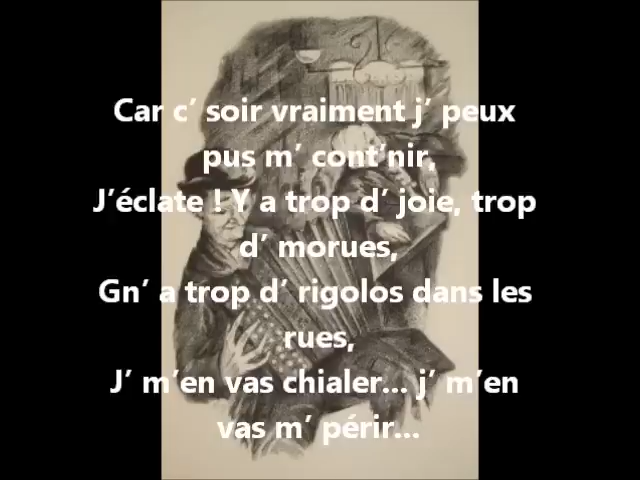 Car c’ soir vraiment j’ peux
pus m’ cont’nir,
J’éclate ! Y a trop d’ joie, trop
d’ morues,
Gn’ a trop d’ rigolos dans les
rues,
J’ m’en vas chialer... j’ m’en
vas m’ périr...